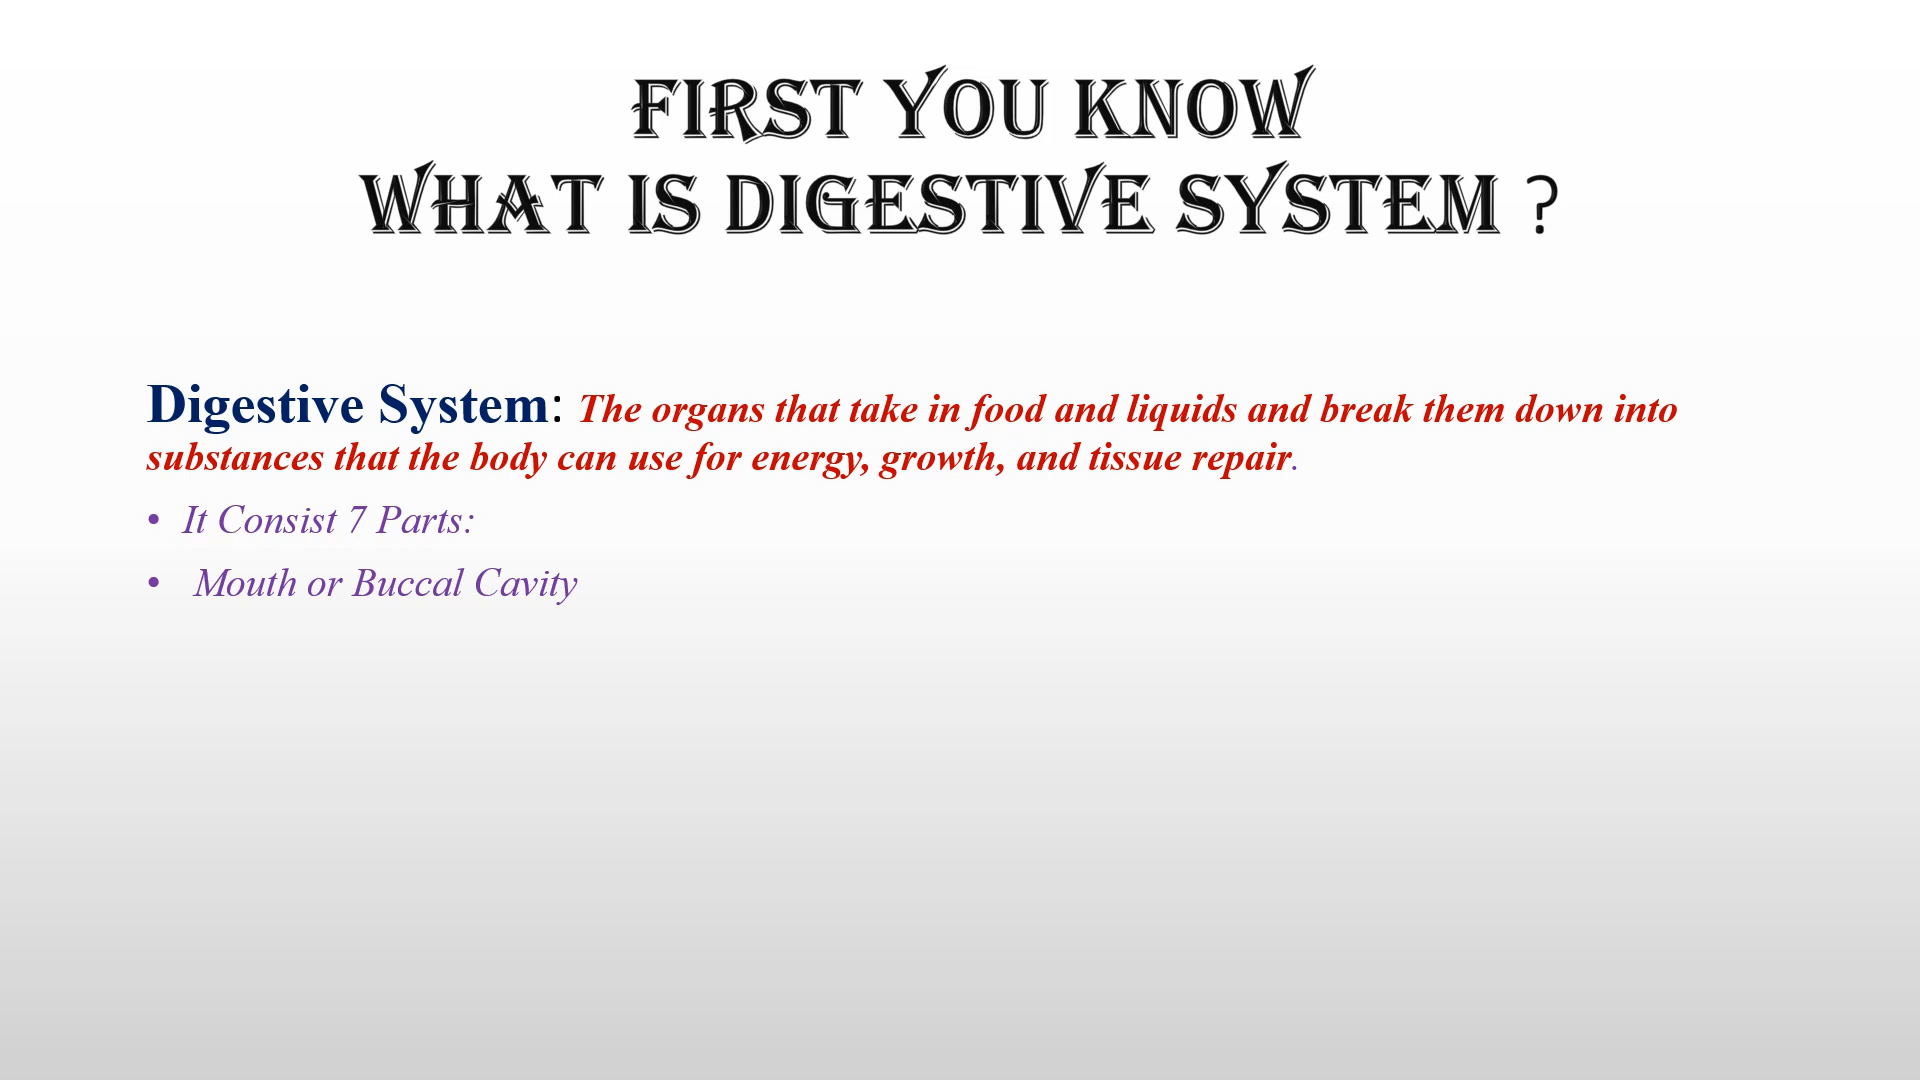 FIRST YOU KNOW
WHAT IS DIGESTIVE SYSTEM ?
Digestive System: The organs that take in food and liquids and break them down into
substances that the body can use for energy, growth, and tissue repair.
• It Consist 7 Parts:
• Mouth or Buccal Cavity